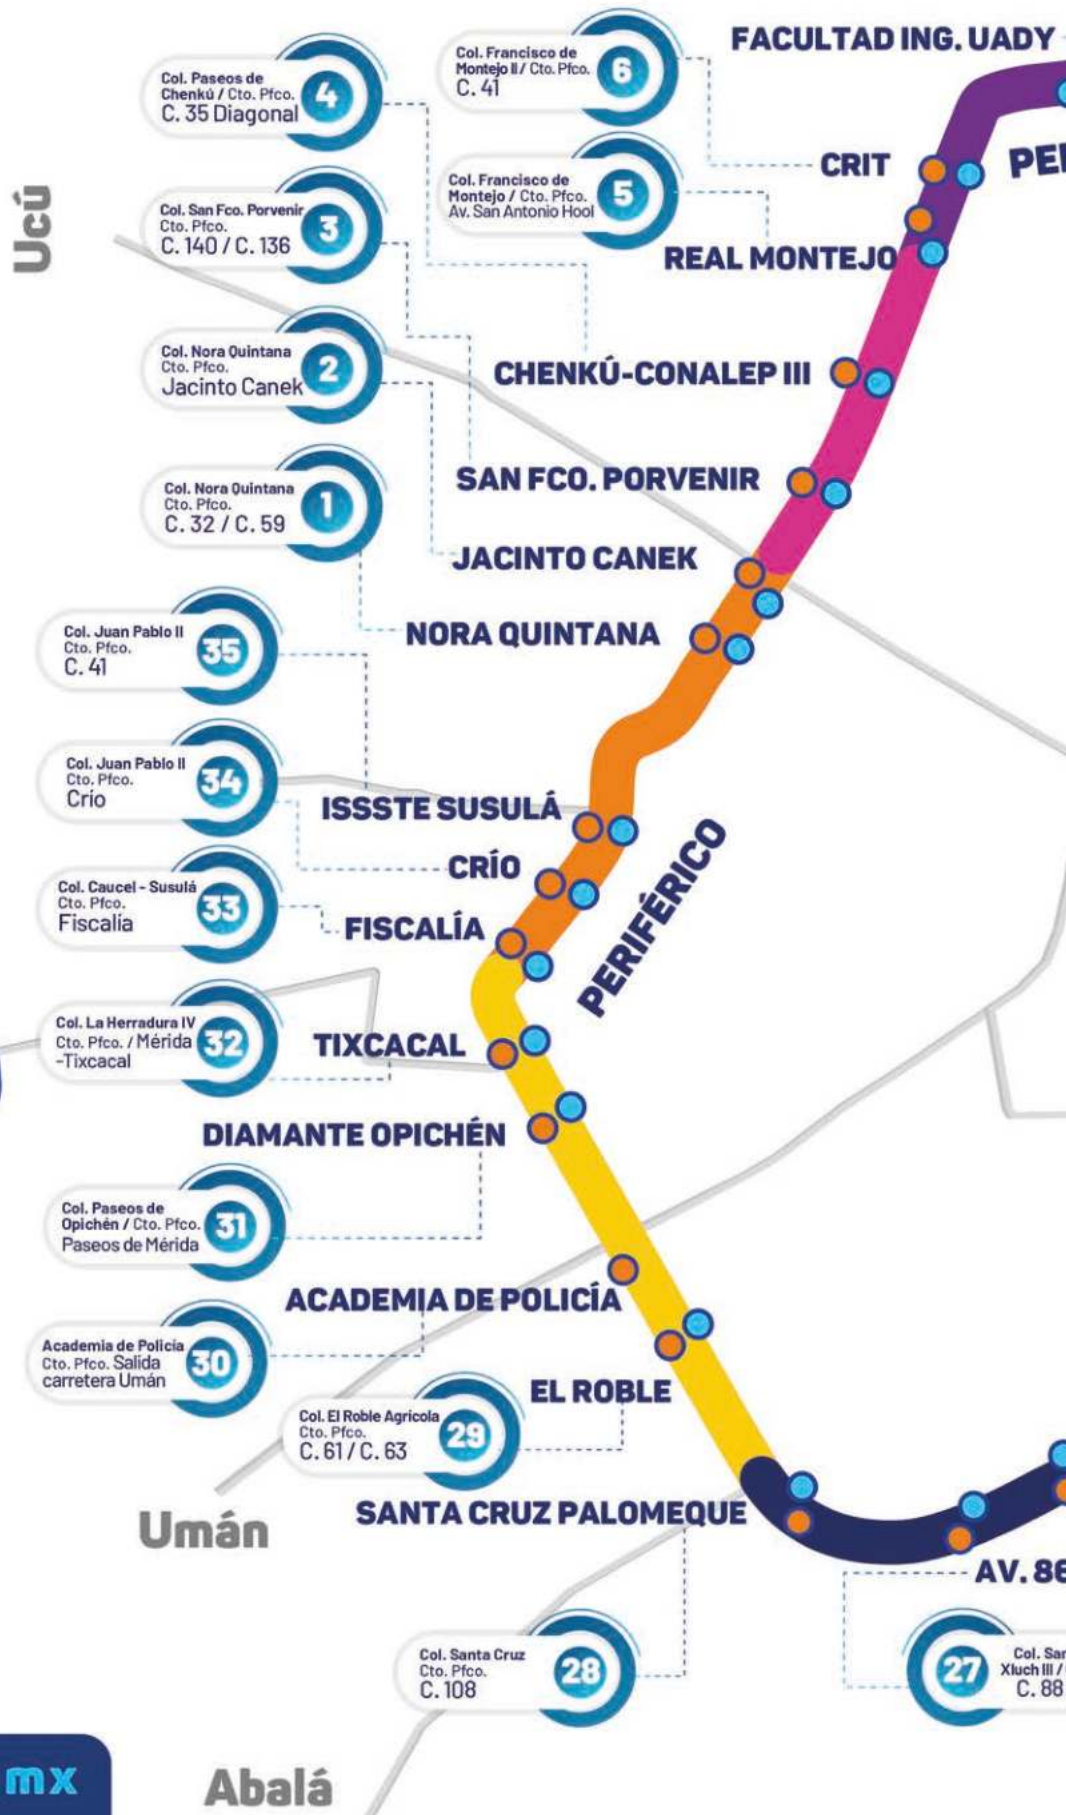 FACULTAD ING. UADY
Col. Francisco de
Montejo II / Cto. Pfco.
C. 41
6
Col. Paseos de
Chenkú / Cto. Pfco.
C. 35 Diagonal
4
CRIT
PE
Col. Francisco de
Montejo / Cto. Pfco.
Av. San Antonio Hool
5
Ucú
Col. San Fco. Porvenir
Cto. Pfco.
C. 140 / C. 136
3
REAL MONTEJO
Col. Nora Quintana
Cto. Pfco.
Jacinto Canek
2
CHENKÚ-CONALEP III
SAN FCO. PORVENIR
Col. Nora Quintana
Cto. Pfco.
C. 32 / C. 59
1
JACINTO CANEK
NORA QUINTANA
Col. Juan Pablo II
Cto. Pfco.
C. 41
35
Col. Juan Pablo II
Cto. Pfco.
Crío
34
ISSSTE SUSULÁ
CRÍO
PERIFÉRICO
Col. Caucel - Susulá
Cto. Pfco.
Fiscalía
33
FISCALÍA
Col. La Herradura IV
Cto. Pfco. / Mérida
-Tixcacal
32
TIXCACAL
DIAMANTE OPICHÉN
Col. Paseos de
Opichén / Cto. Pfco.
Paseos de Mérida
31
ACADEMIA DE POLICÍA
Academia de Policía
Cto. Pfco. Salida
carretera Umán
30
EL ROBLE
Col. El Roble Agrícola
Cto. Pfco.
C. 61 / C. 63
29
Umán
SANTA CRUZ PALOMEQUE
AV. 86
Col. Santa Cruz
Cto. Pfco.
C. 108
28
27
Col. San
Xluch III /
C. 88
mx
Abalá